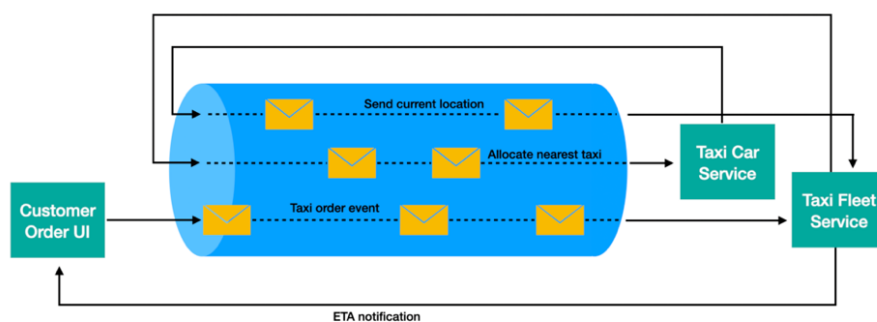 Send current location
Allocate nearest taxi
Taxi Car
Service
Customer
Order UI
Taxi order event
Taxi Fleet
Service
ETA notification